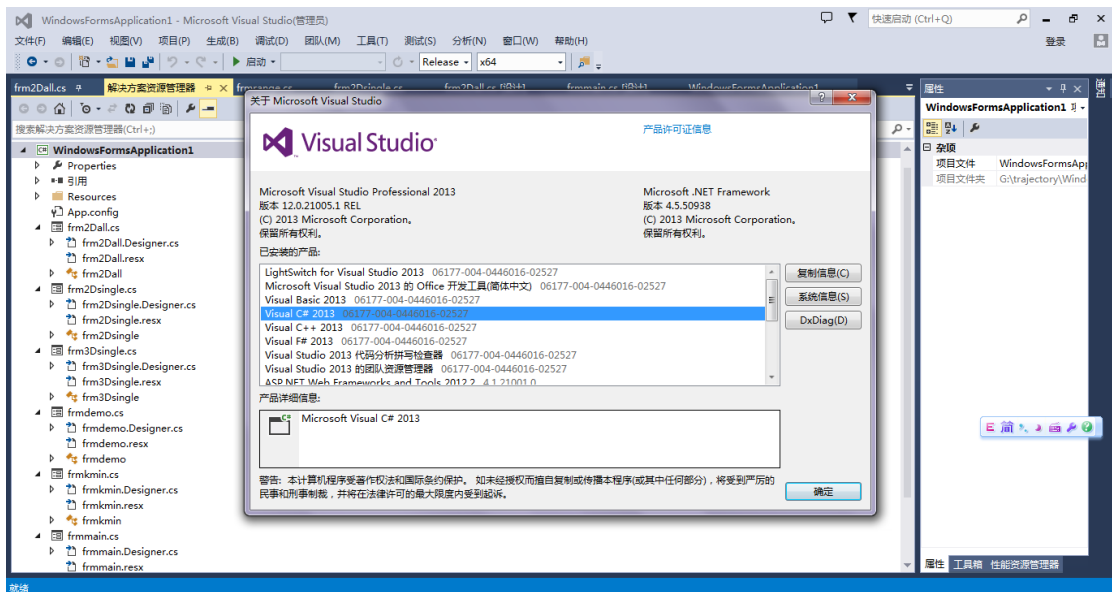 WindowsFormsApplication1 - Microsoft Visual Studio(管理员)
快速启动 (Ctrl+Q)
文件(F) 编辑(E) 视图(V) 项目(P) 生成(B) 调试(D) 团队(M) 工具(T) 测试(S) 分析(N) 窗口(W) 帮助(H)
登录
启动 Release x64
frm2Dall.cs 解决方案资源管理器
搜索解决方案资源管理器(Ctrl+;)
WindowsFormsApplication1
Properties
引用
Resources
App.config
frm2Dall.cs
frm2Dall.Designer.cs
frm2Dall.resx
frm2Dall
frm2Dsingle.cs
frm2Dsingle.Designer.cs
frm2Dsingle.resx
frm2Dsingle
frm3Dsingle.cs
frm3Dsingle.Designer.cs
frm3Dsingle.resx
frm3Dsingle
frmdemo.cs
frmdemo.Designer.cs
frmdemo.resx
frmdemo
frmkmin.cs
frmkmin.Designer.cs
frmkmin.resx
frmkmin
frmmain.cs
frmmain.Designer.cs
frmmain.resx
关于 Microsoft Visual Studio
Visual Studio
产品许可证信息
Microsoft Visual Studio Professional 2013
版本 12.0.21005.1 REL
(C) 2013 Microsoft Corporation。
保留所有权利。
Microsoft .NET Framework
版本 4.5.50938
(C) 2013 Microsoft Corporation。
保留所有权利。
已安装的产品:
LightSwitch for Visual Studio 2013 06177-004-0446016-02527
Microsoft Visual Studio 2013 的 Office 开发工具(简体中文) 06177-004-0446016-02527
Visual Basic 2013 06177-004-0446016-02527
Visual C# 2013 06177-004-0446016-02527
Visual C++ 2013 06177-004-0446016-02527
Visual F# 2013 06177-004-0446016-02527
Visual Studio 2013 代码分析拼写检查器 06177-004-0446016-02527
Visual Studio 2013 的团队资源管理器 06177-004-0446016-02527
ASP.NET Web Frameworks and Tools 2012.2 4.1.21001.0
复制信息(C)
系统信息(S)
DxDiag(D)
产品详细信息:
Microsoft Visual C# 2013
警告: 本计算机程序受著作权法和国际条约保护。 如未经授权而擅自复制或传播本程序(或其中任何部分)，将受到严厉的
民事和刑事制裁，并将在法律许可的最大限度内受到起诉。
确定
属性
WindowsFormsApplication1
杂项
项目文件 WindowsFormsAp
项目文件夹 G:\trajectory\Wind
简
属性 工具箱 性能资源管理器
就绪